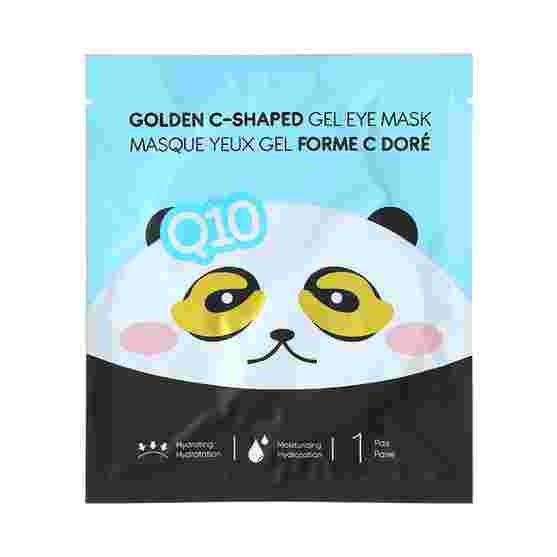 GOLDEN C-SHAPED GEL EYE MASK
MASQUE YEUX GEL FORME C DORÉ
Q10
Hydrating
Hydratation
Moisturizing
Hydratation
1
Pair
Paire